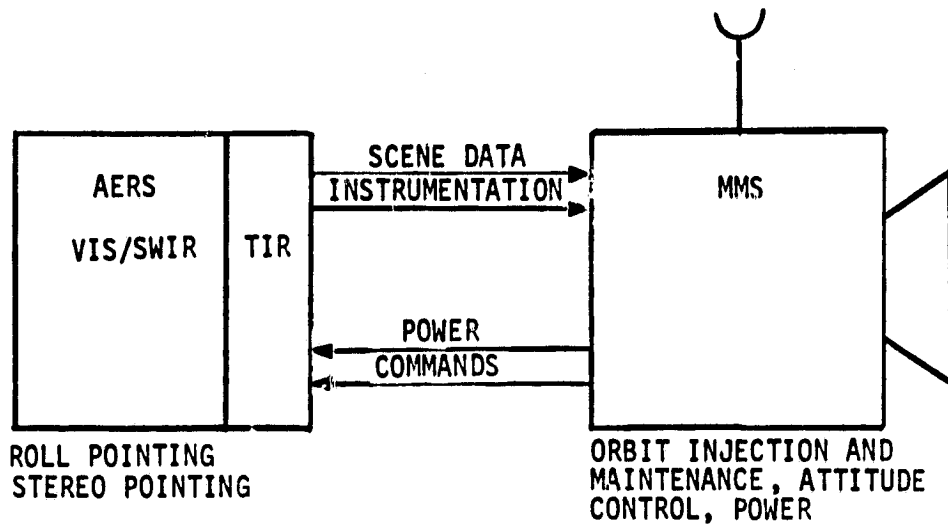 AERS
VIS/SWIR
TIR
SCENE DATA
INSTRUMENTATION
POWER
COMMANDS
MMS
ROLL POINTING
STEREO POINTING
ORBIT INJECTION AND
MAINTENANCE, ATTITUDE
CONTROL, POWER